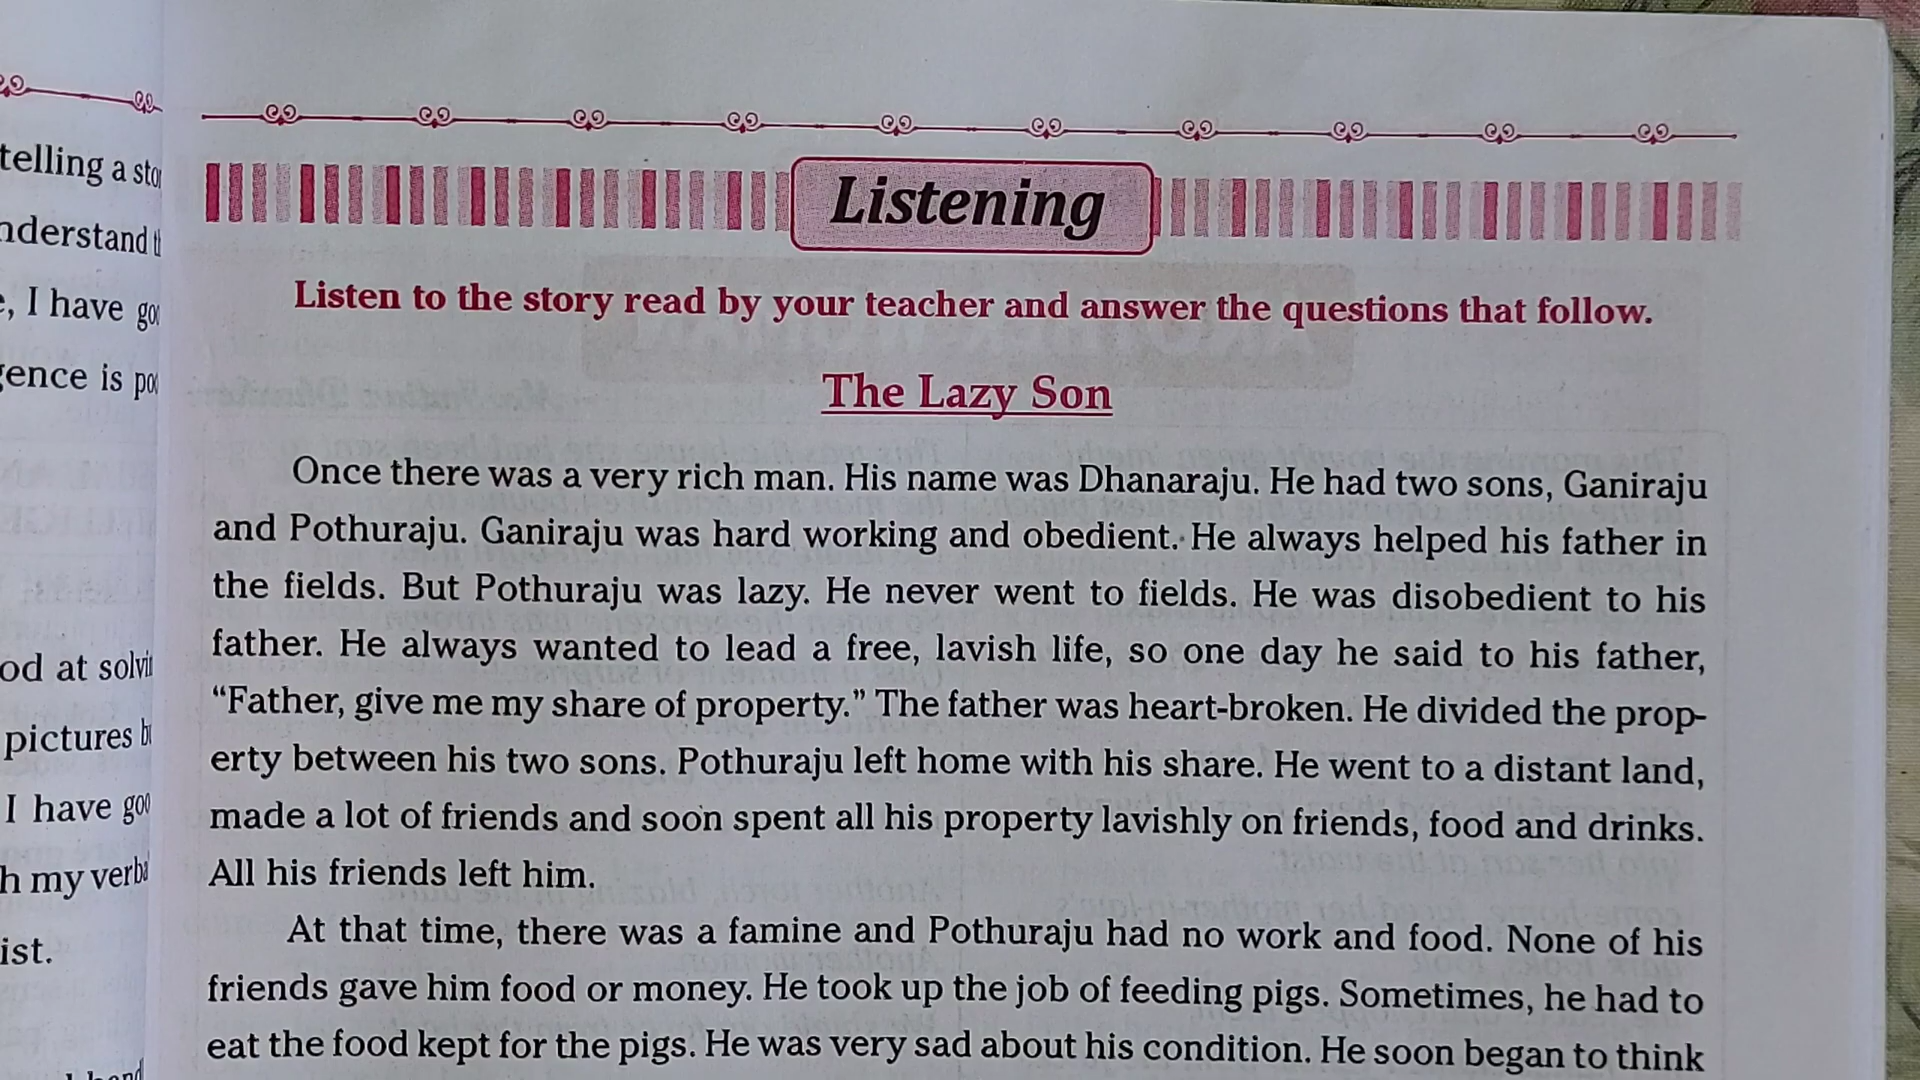 telling a
nderstand
, I have
ence is
od at
pictures
I have
h my
ist.
Listening
Listen to the story read by your teacher and answer the questions that follow.
The Lazy Son
Once there was a very rich man. His name was Dhanaraju. He had two sons, Ganiraju
and Pothuraju. Ganiraju was hard working and obedient. He always helped his father in
the fields. But Pothuraju was lazy. He never went to fields. He was disobedient to his
father. He always wanted to lead a free, lavish life, so one day he said to his father,
“Father, give me my share of property.” The father was heart-broken. He divided the prop-
erty between his two sons. Pothuraju left home with his share. He went to a distant land,
made a lot of friends and soon spent all his property lavishly on friends, food and drinks.
All his friends left him.
At that time, there was a famine and Pothuraju had no work and food. None of his
friends gave him food or money. He took up the job of feeding pigs. Sometimes, he had to
eat the food kept for the pigs. He was very sad about his condition. He soon began to think